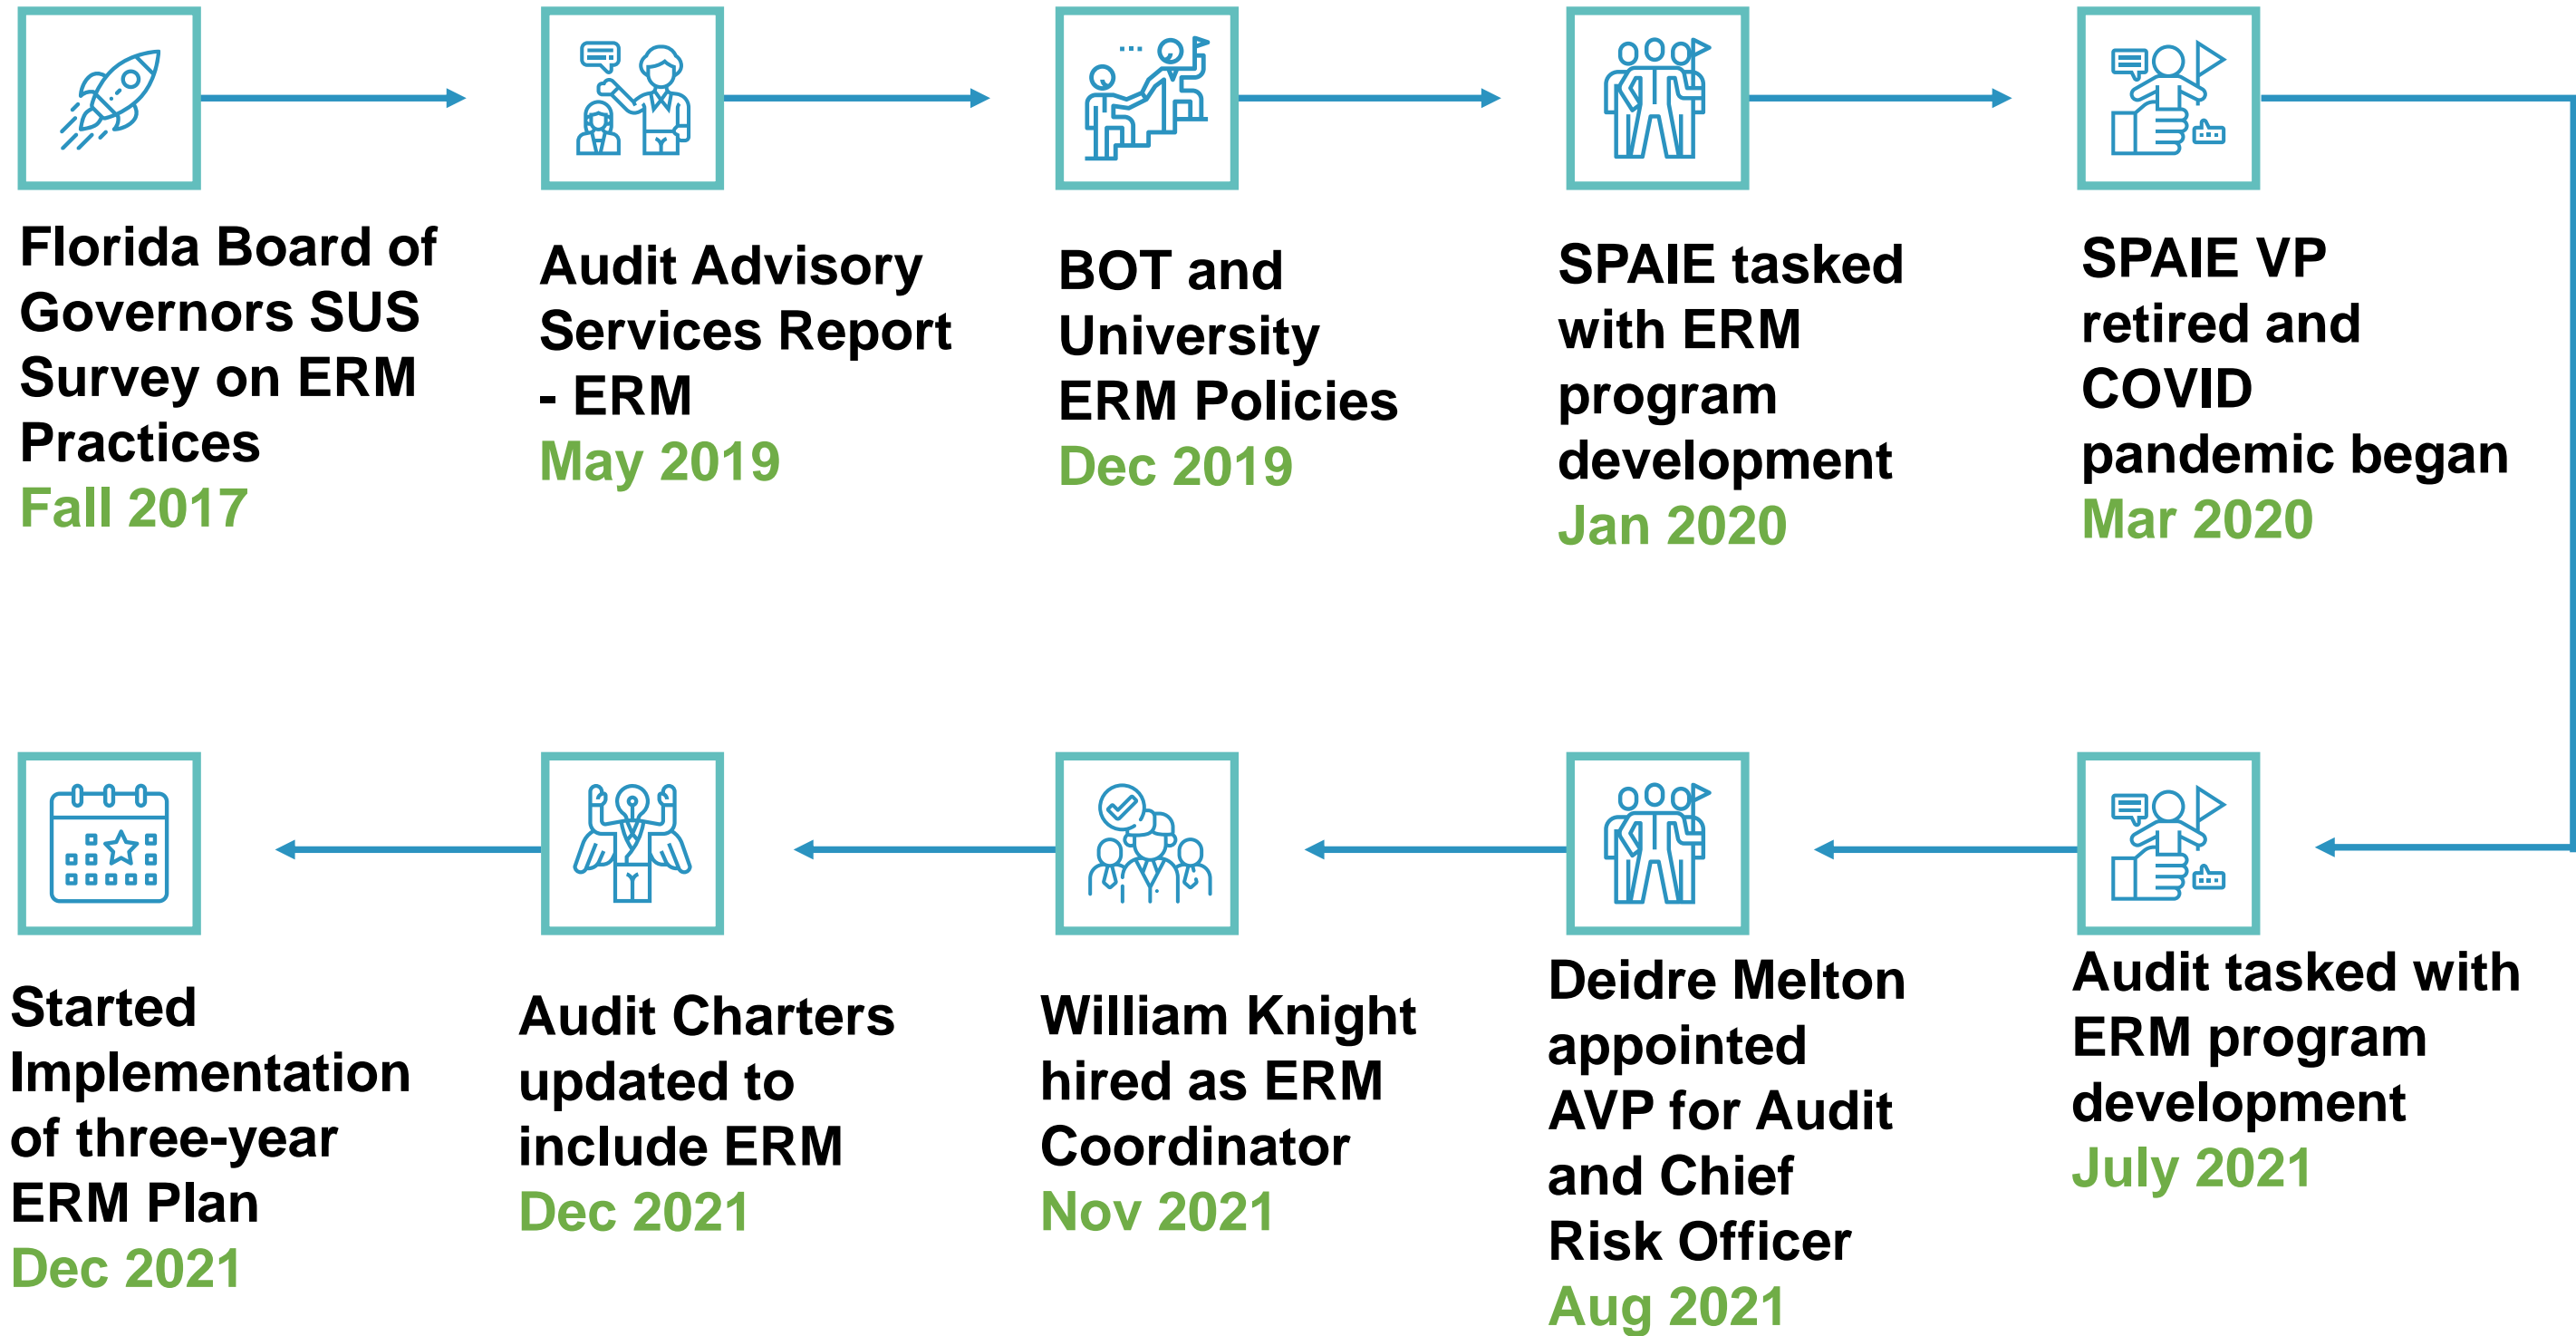 Florida Board of
Governors SUS
Survey on ERM
Practices
Fall 2017
Audit Advisory
Services Report
- ERM
May 2019
BOT and
University
ERM Policies
Dec 2019
SPAIE tasked
with ERM
program
development
Jan 2020
SPAIE VP
retired and
COVID
pandemic began
Mar 2020
Audit tasked with
ERM program
development
July 2021
Deidre Melton
appointed
AVP for Audit
and Chief
Risk Officer
Aug 2021
William Knight
hired as ERM
Coordinator
Nov 2021
Audit Charters
updated to
include ERM
Dec 2021
Started
Implementation
of three-year
ERM Plan
Dec 2021